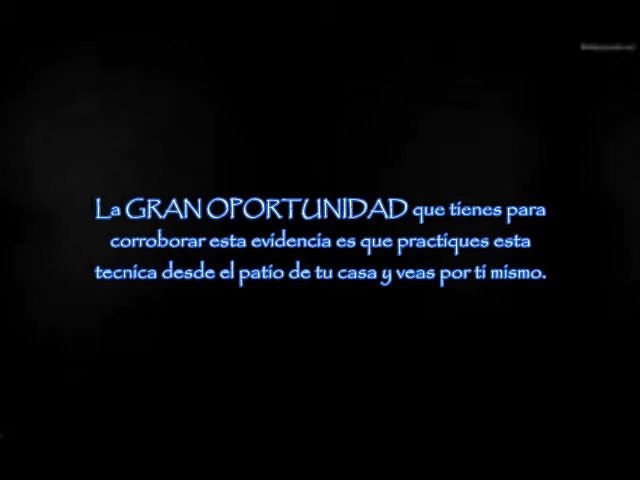 La GRAN OPORTUNIDAD que tienes para
corroborar esta evidencia es que practiques esta
tecnica desde el patio de tu casa y veas por ti mismo.